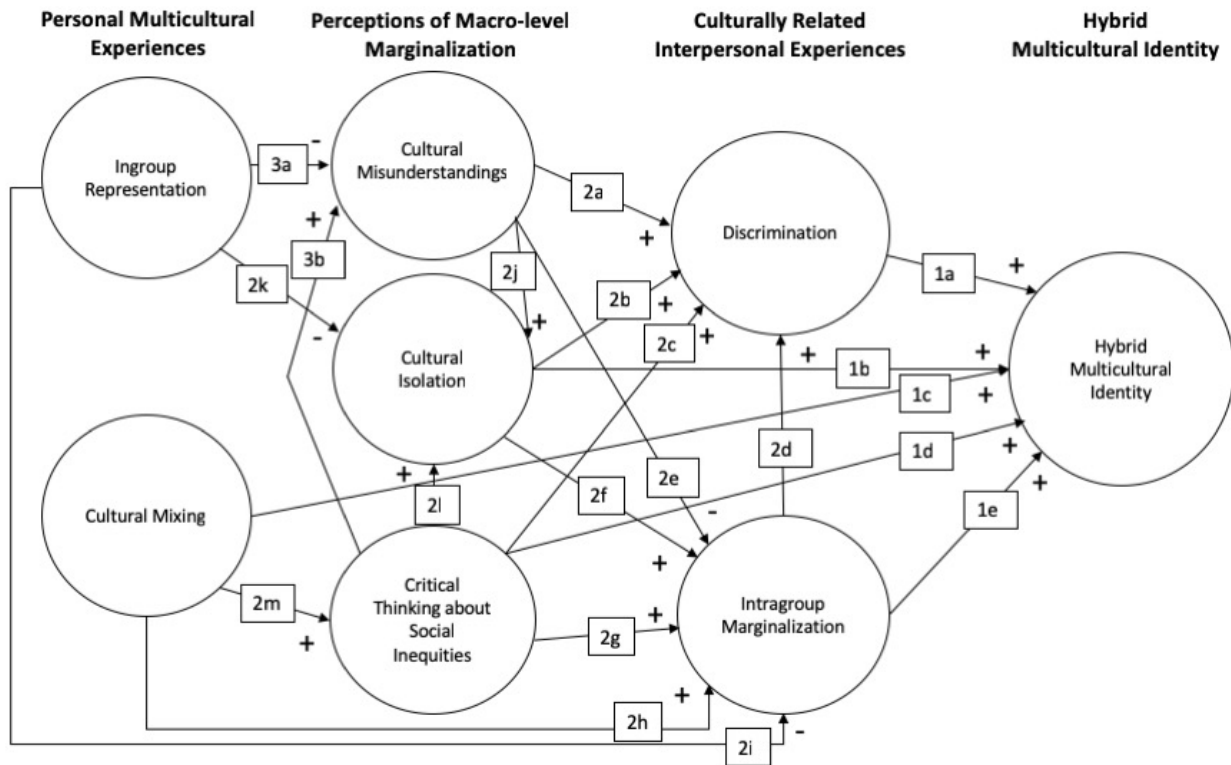 Personal Multicultural
Experiences
Perceptions of Macro-level
Marginalization
Culturally Related
Interpersonal Experiences
Hybrid
Multicultural Identity
Ingroup
Representation
3a
-
Cultural
Misunderstandings
2a
+
+
3b
2k
-
2j
+
Discrimination
1a
+
2b
+
2c
+
Cultural
Isolation
+
1b
+
1c
+
Hybrid
Multicultural
Identity
2d
1d
+
Cultural Mixing
+
2l
2f
+
2e
-
1e
+
2m
+
Critical
Thinking about
Social
Inequities
2g
+
Intragroup
Marginalization
2h
+
2i
-